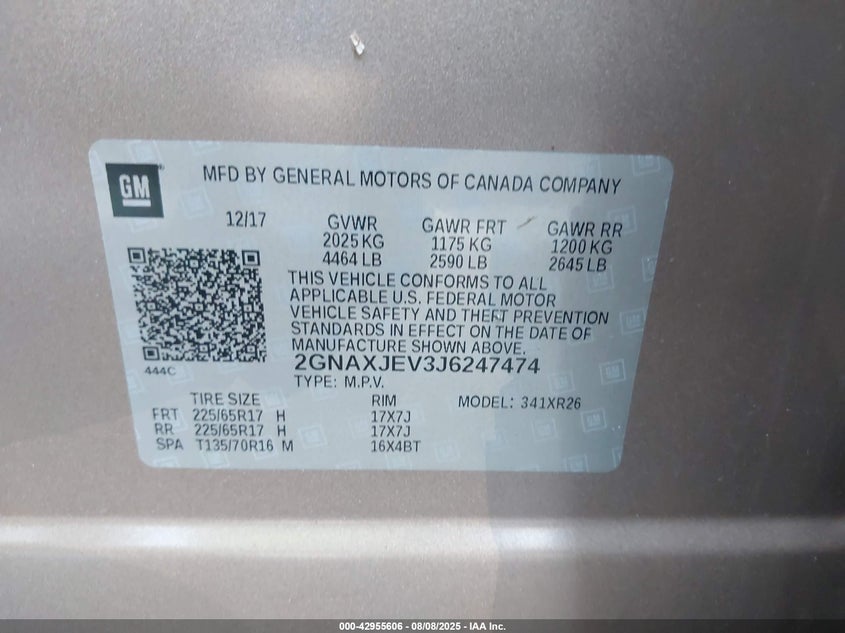 GM
MFD BY GENERAL MOTORS OF CANADA COMPANY
12/17 GVWR GAWR FRT GAWR RR
2025 KG 1175 KG 1200 KG
4464 LB 2590 LB 2645 LB
THIS VEHICLE CONFORMS TO ALL
APPLICABLE U.S. FEDERAL MOTOR
VEHICLE SAFETY AND THEFT PREVENTION
STANDARDS IN EFFECT ON THE DATE OF
MANUFACTURE SHOWN ABOVE.
444C 2GNAXJEV3J6247474
TYPE: M.P.V.
TIRE SIZE RIM MODEL: 341XR26
FRT 225/65R17 H 17X7J
RR 225/65R17 H 17X7J
SPA T135/70R16 M 16X4BT
000-42955606 - 08/08/2025 - IAA Inc.